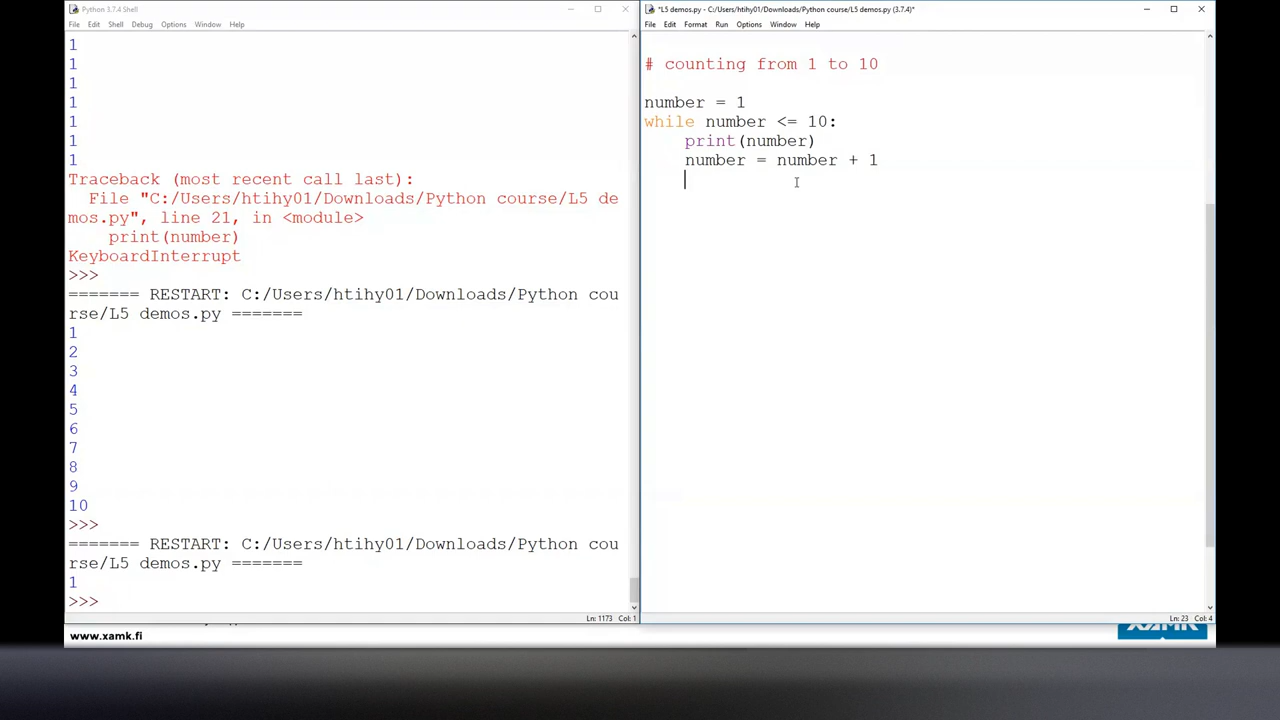 Python 3.7.4 Shell
File Edit Shell Debug Options Window Help
1
1
1
1
1
1
1
Traceback (most recent call last):
File "C:/Users/htihy01/Downloads/Python course/L5 de
mos.py", line 21, in <module>
print(number)
KeyboardInterrupt
>>>
======= RESTART: C:/Users/htihy01/Downloads/Python cou
rse/L5 demos.py =======
1
2
3
4
5
6
7
8
9
10
>>>
======= RESTART: C:/Users/htihy01/Downloads/Python cou
rse/L5 demos.py =======
1
>>>
Ln: 1173 Col: 1
*L5 demos.py - C:/Users/htihy01/Downloads/Python course/L5 demos.py (3.7.4)*
File Edit Format Run Options Window Help
# counting from 1 to 10
number = 1
while number <= 10:
print(number)
number = number + 1
Ln: 23 Col: 4
www.xamk.fi